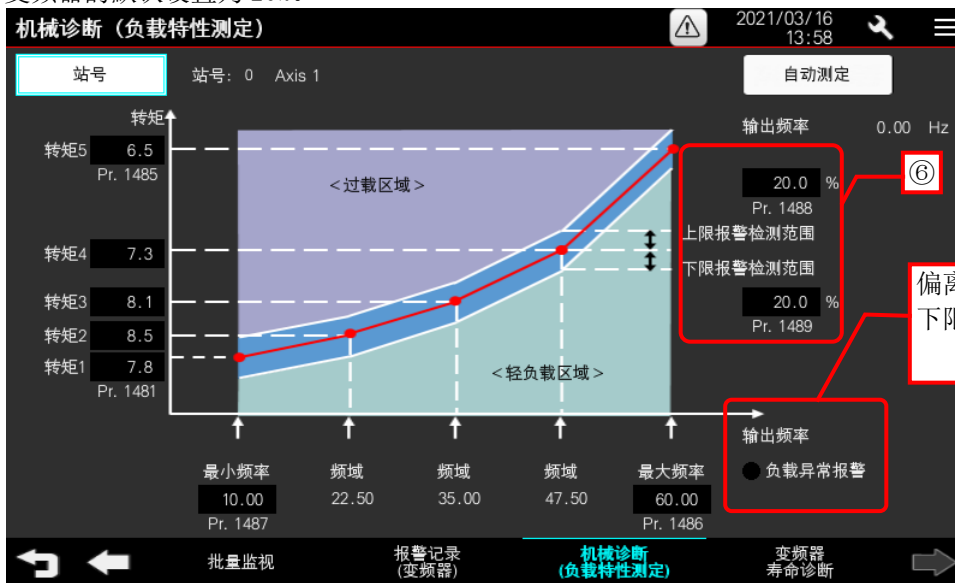 机械诊断（负载特性测定）
2021/03/16
13:58
站号
站号: 0 Axis 1
自动测定
转矩
输出频率 0.00 Hz
转矩5 6.5
Pr. 1485
⑥
<过载区域>
20.0 %
Pr. 1488
上限报警检测范围
转矩4 7.3
下限报警检测范围
偏离
转矩3 8.1
20.0 %
Pr. 1489
转矩2 8.5
转矩1 7.8
Pr. 1481
<轻负载区域>
输出频率
负载异常报警
最小频率 频域 频域 频域 最大频率
10.00 22.50 35.00 47.50 60.00
Pr. 1487 Pr. 1486
批量监视
报警记录
(变频器)
机械诊断
(负载特性测定)
变频器
寿命诊断